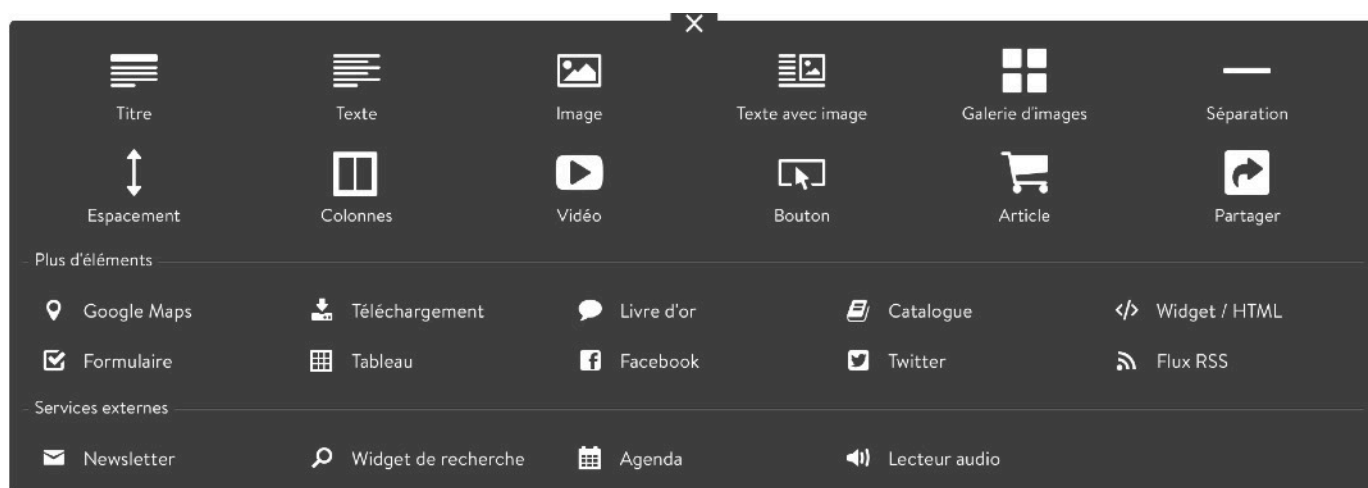 Titre Texte Image Texte avec image Galerie d'images Séparation
Espacement Colonnes Vidéo Bouton Article Partager
Plus d'éléments
Google Maps Téléchargement Livre d'or Catalogue Widget / HTML
Formulaire Tableau Facebook Twitter Flux RSS
Services externes
Newsletter Widget de recherche Agenda Lecteur audio